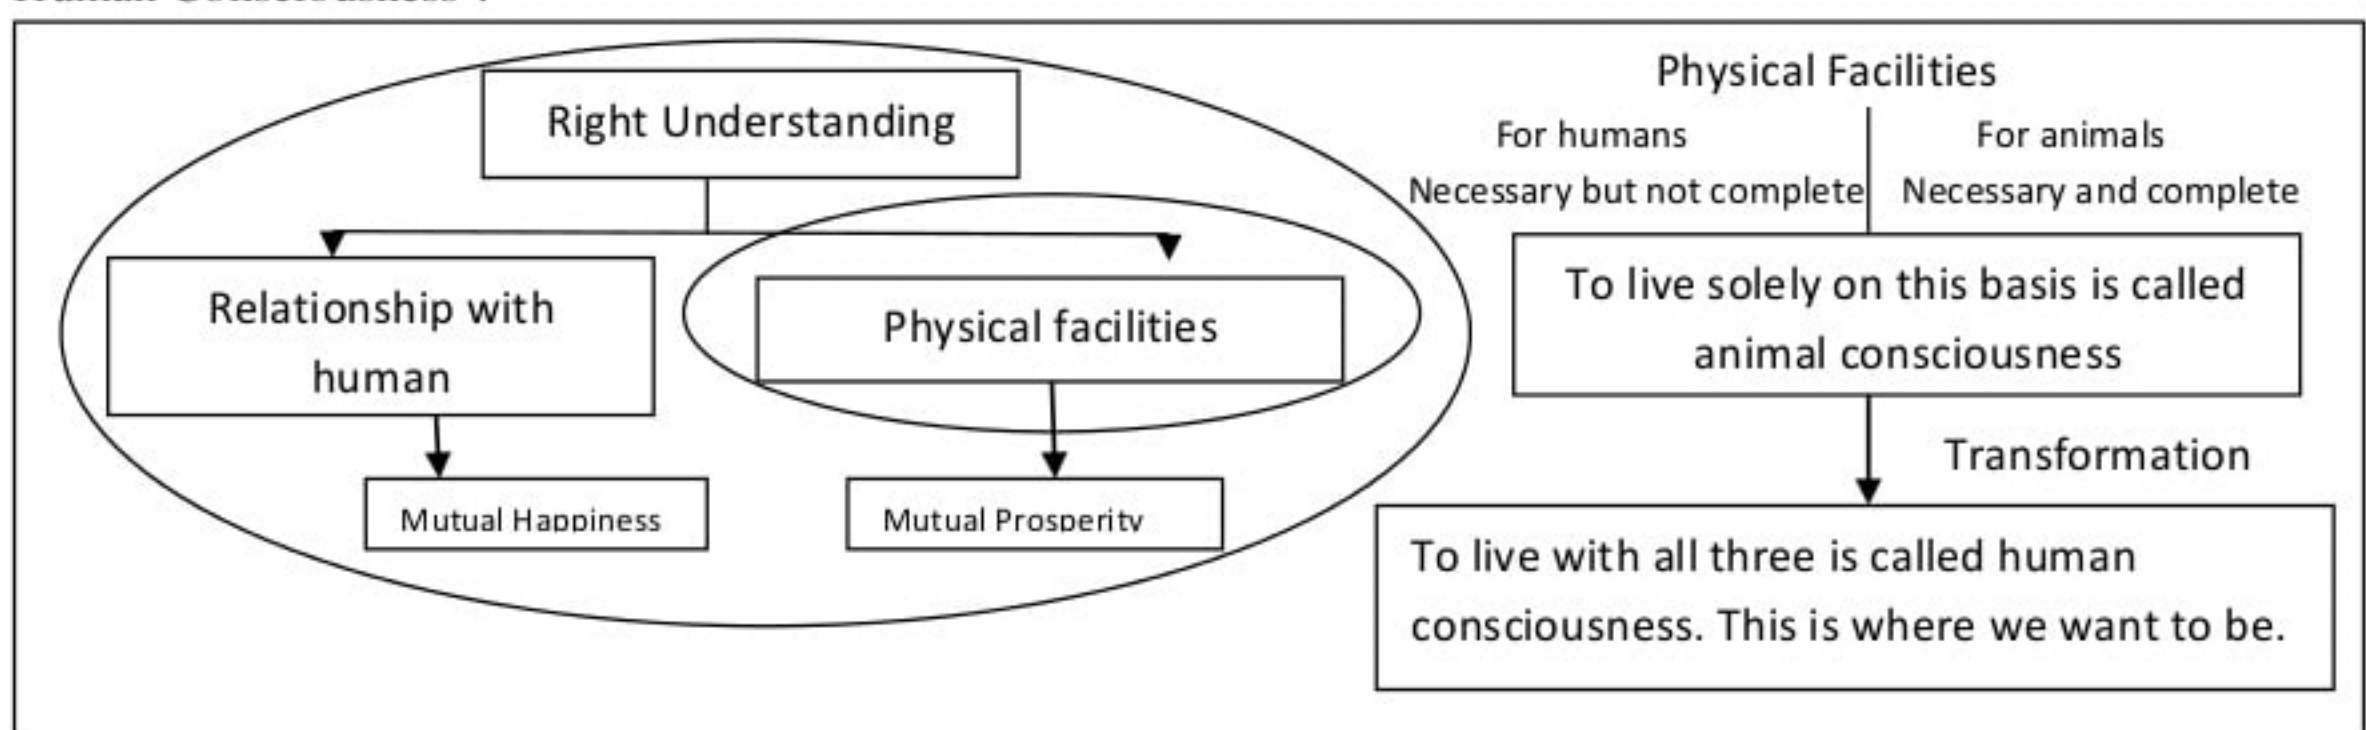 Right Understanding
Relationship with
human
Physical facilities
Mutual Happiness
Mutual Prosperity
Physical Facilities
For humans
For animals
Necessary but not complete
Necessary and complete
To live solely on this basis is called
animal consciousness
Transformation
To live with all three is called human
consciousness. This is where we want to be.